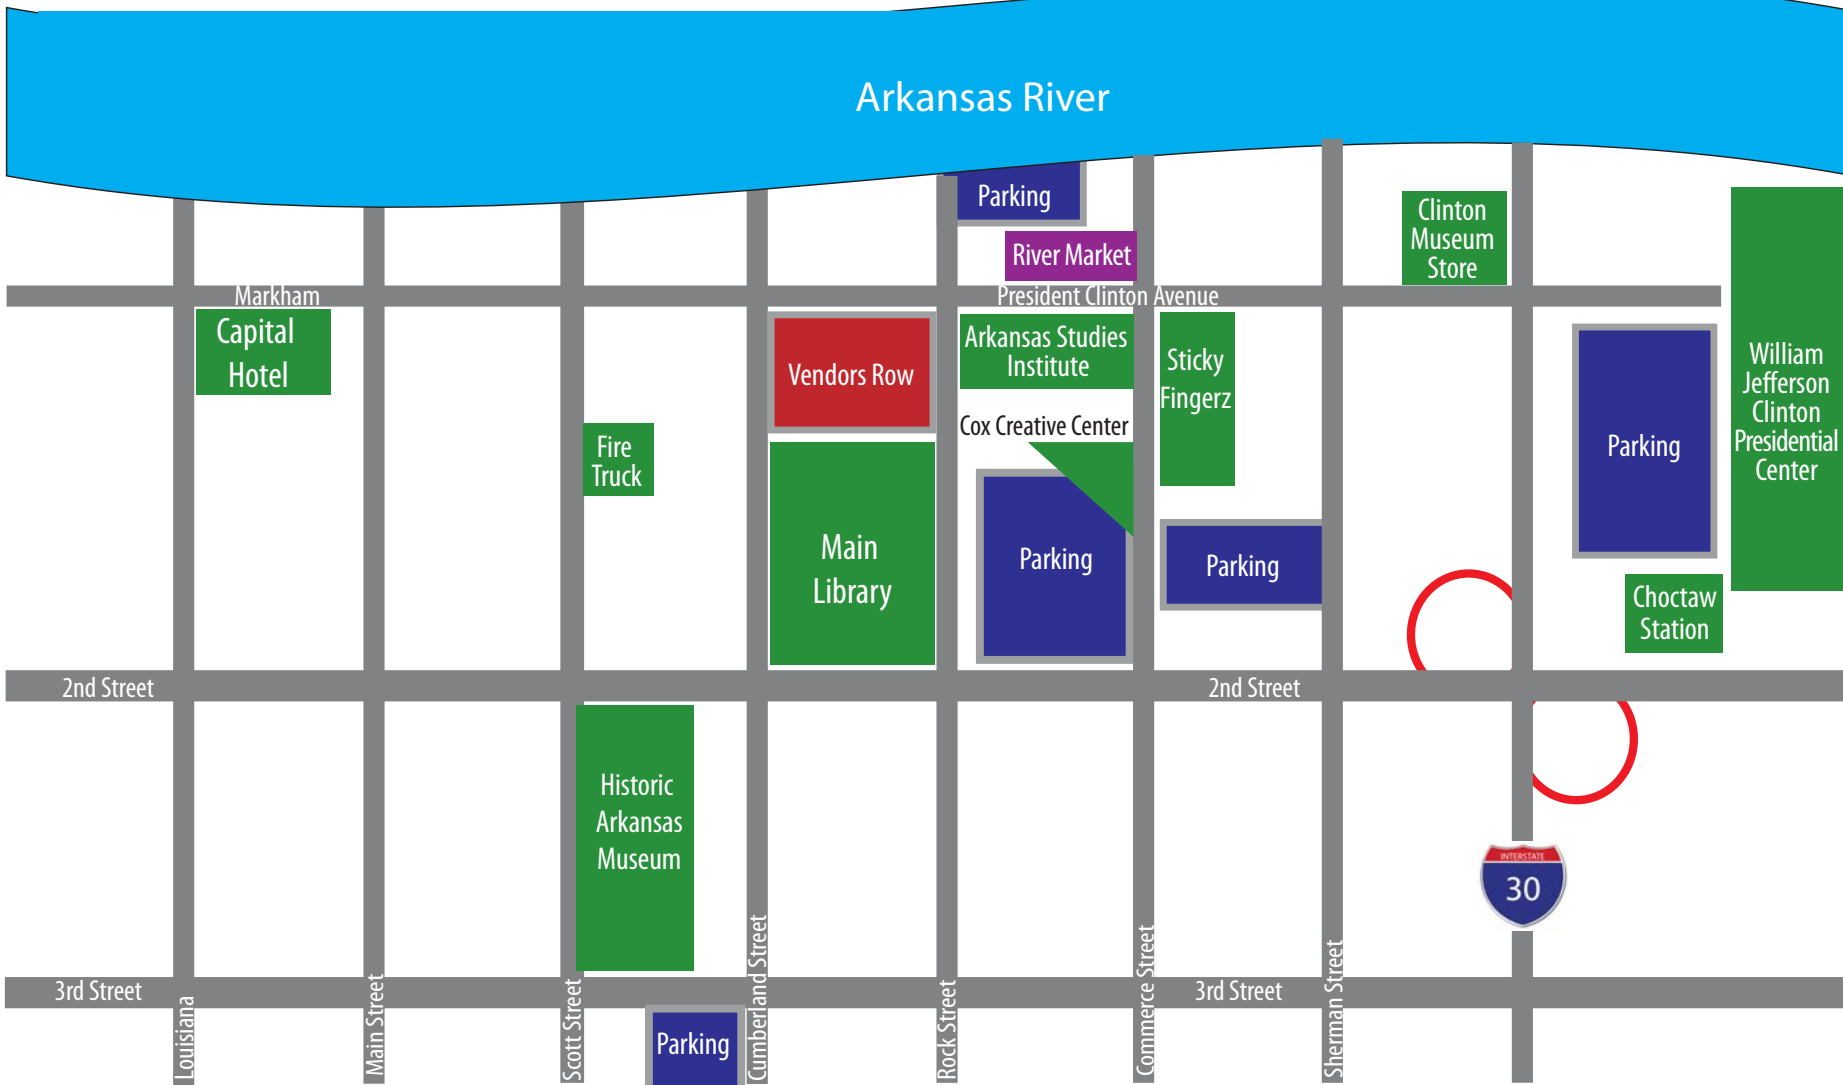 Arkansas River
Parking
River Market
Clinton
Museum
Store
Markham
President Clinton Avenue
Capital
Hotel
Vendors Row
Arkansas Studies
Institute
Sticky
Fingerz
William
Jefferson
Clinton
Presidential
Center
Parking
Fire
Truck
Cox Creative Center
Main
Library
Parking
Parking
Choctaw
Station
2nd Street
2nd Street
Historic
Arkansas
Museum
INTERSTATE
30
3rd Street
3rd Street
Louisiana
Main Street
Scott Street
Parking
Cumberland Street
Rock Street
Commerce Street
Sherman Street